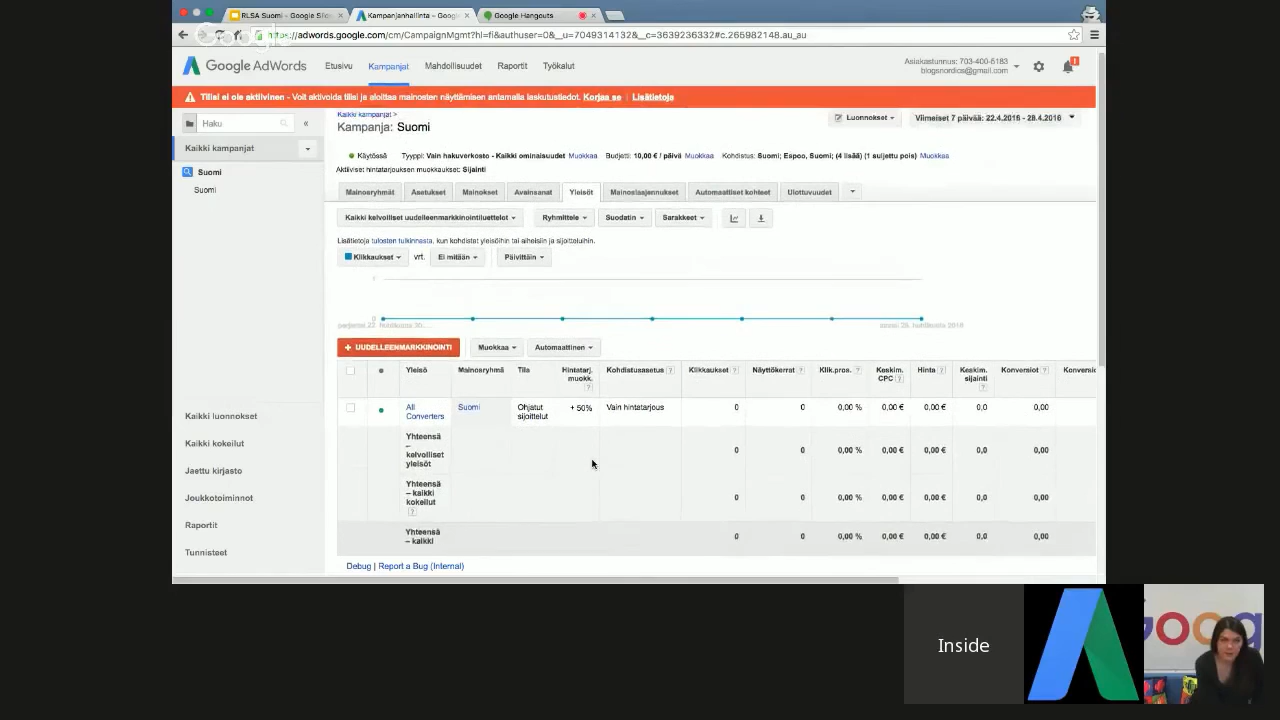 RLSA Suomi – Google Slide
Kampanjanhallinta – Google
Google Hangouts
https://adwords.google.com/cm/CampaignMgmt?hl=fi&authuser=0&__u=7049314132&__c=3639236332#c.265982148.au_au
Google AdWords
Etusivu
Kampanjat
Mahdollisuudet
Raportit
Työkalut
Asiakastunnus: 703-400-5183
blogsnordics@gmail.com
1
Tilisi ei ole aktiivinen - Voit aktivoida tilisi ja aloittaa mainosten näyttämisen antamalla laskutustiedot. Korjaa se | Lisätietoja
Haku
«
Kaikki kampanjat
Suomi
Suomi
Kaikki luonnokset
Kaikki kokeilut
Jaettu kirjasto
Joukkotoiminnot
Raportit
Tunnisteet
Kaikki kampanjat >
Kampanja: Suomi
Luonnokset
Viimeiset 7 päivää: 22.4.2016 - 28.4.2016
Käytössä Tyyppi: Vain hakuverkosto - Kaikki ominaisuudet Muokkaa Budjetti: 10,00 € / päivä Muokkaa Kohdistus: Suomi; Espoo, Suomi; (4 lisää) (1 suljettu pois) Muokkaa
Aktiiviset hintatarjouksen muokkaukset: Sijainti
Mainosryhmät Asetukset Mainokset Avainsanat Yleisöt Mainoslaajennukset Automaattiset kohteet Ulottuvuudet
Kaikki kelvolliset uudelleenmarkkinointiluettelot Ryhmittele Suodatin Sarakkeet
Lisätietoja tulosten tulkinnasta, kun kohdistat yleisöihin tai aiheisiin ja sijoitteluihin.
Klikkaukset vrt. Ei mitään Päivittäin
0
+ UUDELLEENMARKKINOINTI Muokkaa Automaattinen
Yleisö Mainosryhmä Tila Hintatarj. muokk. ? Kohdistusasetus ? Klikkaukset ? Näyttökerrat ? Klik.pros. ? Keskim. CPC ? Hinta ? Keskim. sijainti ? Konversiot ? Konversio
All Converters Suomi Ohjatut sijoittelut + 50% Vain hintatarjous 0 0 0,00 % 0,00 € 0,00 € 0,0 0,00
Yhteensä – kelvolliset yleisöt 0 0 0,00 % 0,00 € 0,00 € 0,0 0,00
Yhteensä – kaikki kokeilut ? 0 0 0,00 % 0,00 € 0,00 € 0,0 0,00
Yhteensä – kaikki 0 0 0,00 % 0,00 € 0,00 € 0,0 0,00
Debug | Report a Bug (Internal)
Inside